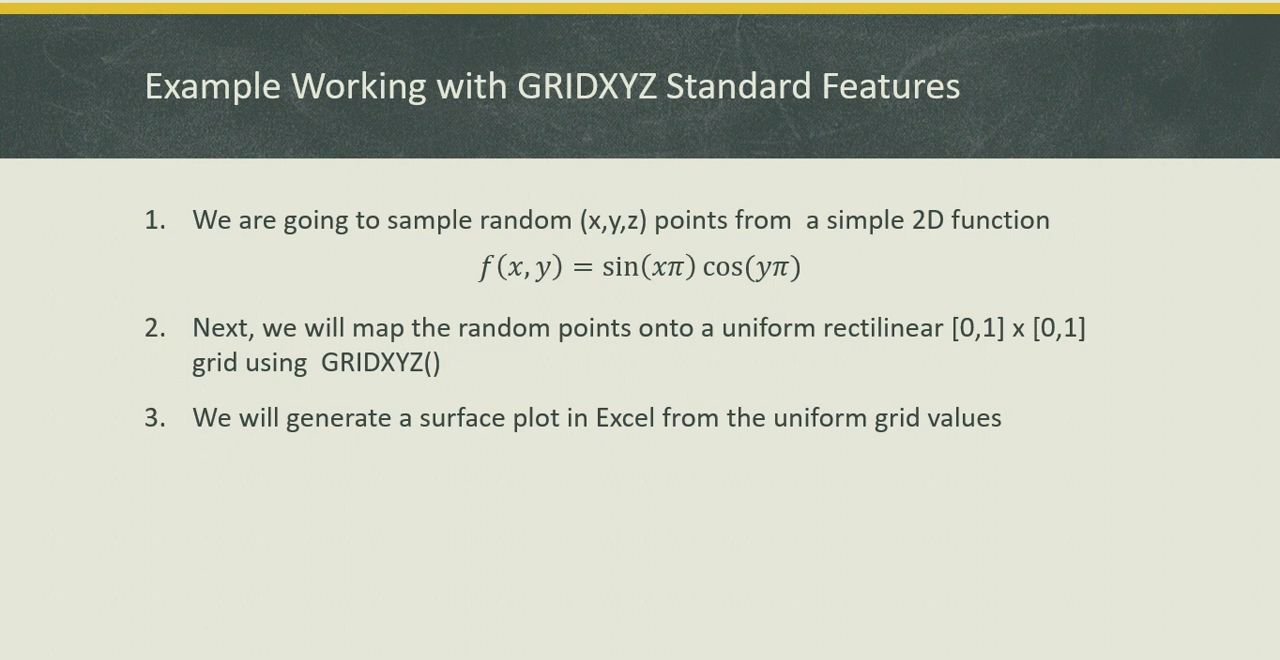 Example Working with GRIDXYZ Standard Features
1. We are going to sample random (x,y,z) points from  a simple 2D function
f(x, y) = sin(xπ) cos(yπ)
2. Next, we will map the random points onto a uniform rectilinear [0,1] x [0,1]
grid using  GRIDXYZ()
3. We will generate a surface plot in Excel from the uniform grid values